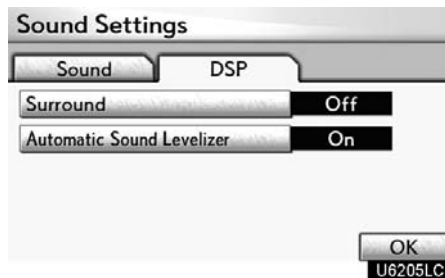 Sound Settings
Sound DSP
Surround Off
Automatic Sound Levelizer On
OK
U6205LC